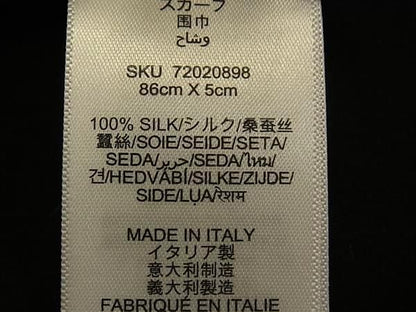 スカーフ
围巾
وشاح
SKU 72020898
86cm X 5cm
100% SILK/シルク/桑蚕丝
蠶絲/SOIE/SEIDE/SETA/
SEDA/حرير/SEDA/ไหม/
견/HEDVÁBÍ/SILKE/ZIJDE/
SIDE/LỤA/रेशम
MADE IN ITALY
イタリア製
意大利制造
義大利製造
FABRIQUÉ EN ITALIE